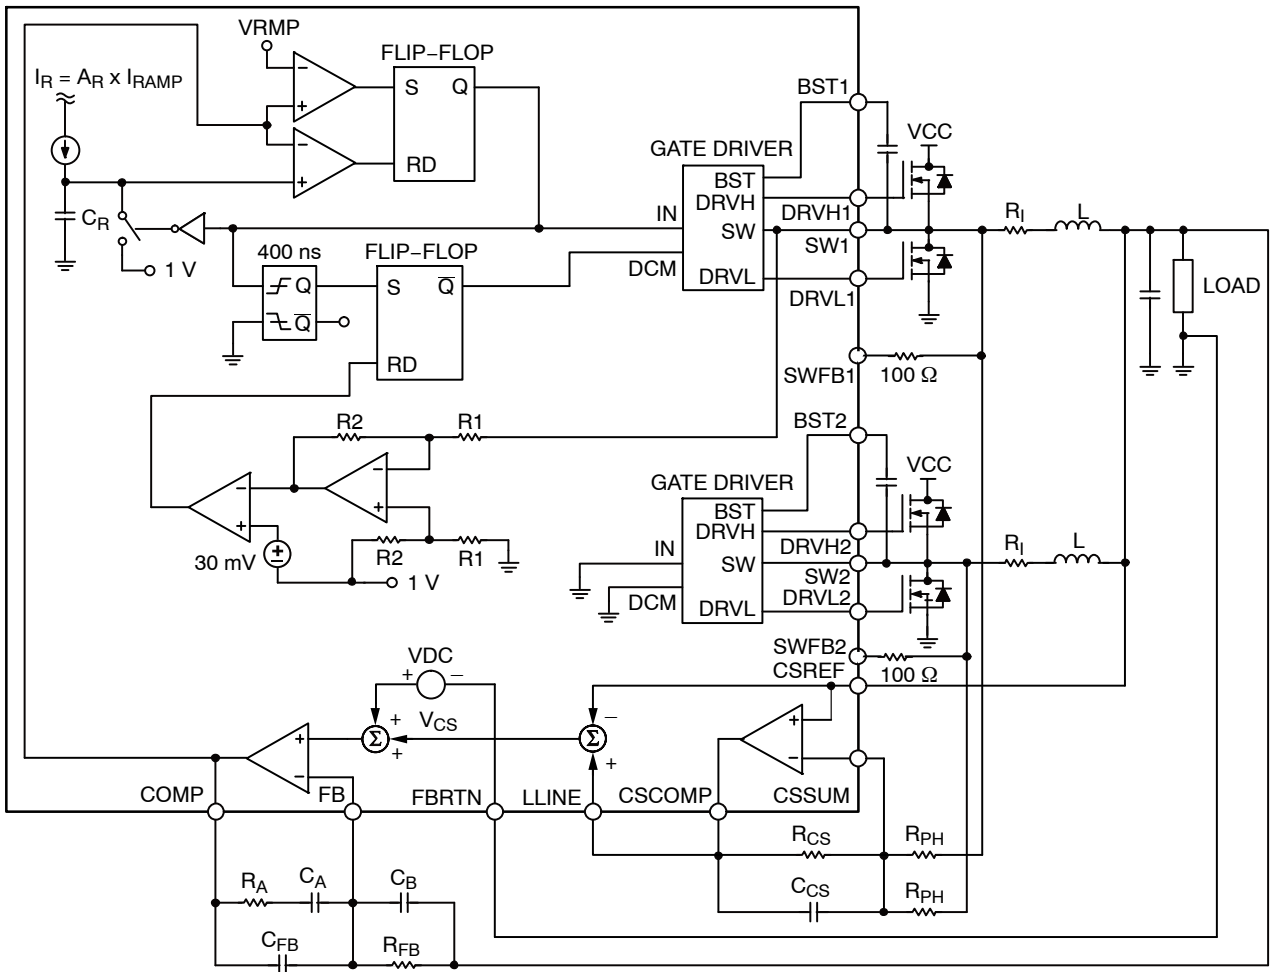 VRMP
FLIP–FLOP
I_R = A_R x I_RAMP
S Q
RD
–
+
–
+
C_R
1 V
400 ns
Q
Q̅
FLIP–FLOP
S Q̅
RD
GATE DRIVER
BST
DRVH
SW
DRVL
IN
DCM
BST1
VCC
DRVH1
SW1
DRVL1
R_I
L
LOAD
SWFB1
100 Ω
R2
R1
–
+
–
+
30 mV
R2
R1
1 V
GATE DRIVER
BST
DRVH
SW
DRVL
IN
DCM
BST2
VCC
DRVH2
SW2
DRVL2
R_I
L
SWFB2
100 Ω
CSREF
VDC
+
–
+
Σ
+
V_CS
–
Σ
+
+
–
+
–
COMP
FB
FBRTN
LLINE
CSCOMP
CSSUM
R_CS
R_PH
C_CS
R_PH
R_A
C_A
C_B
C_FB
R_FB